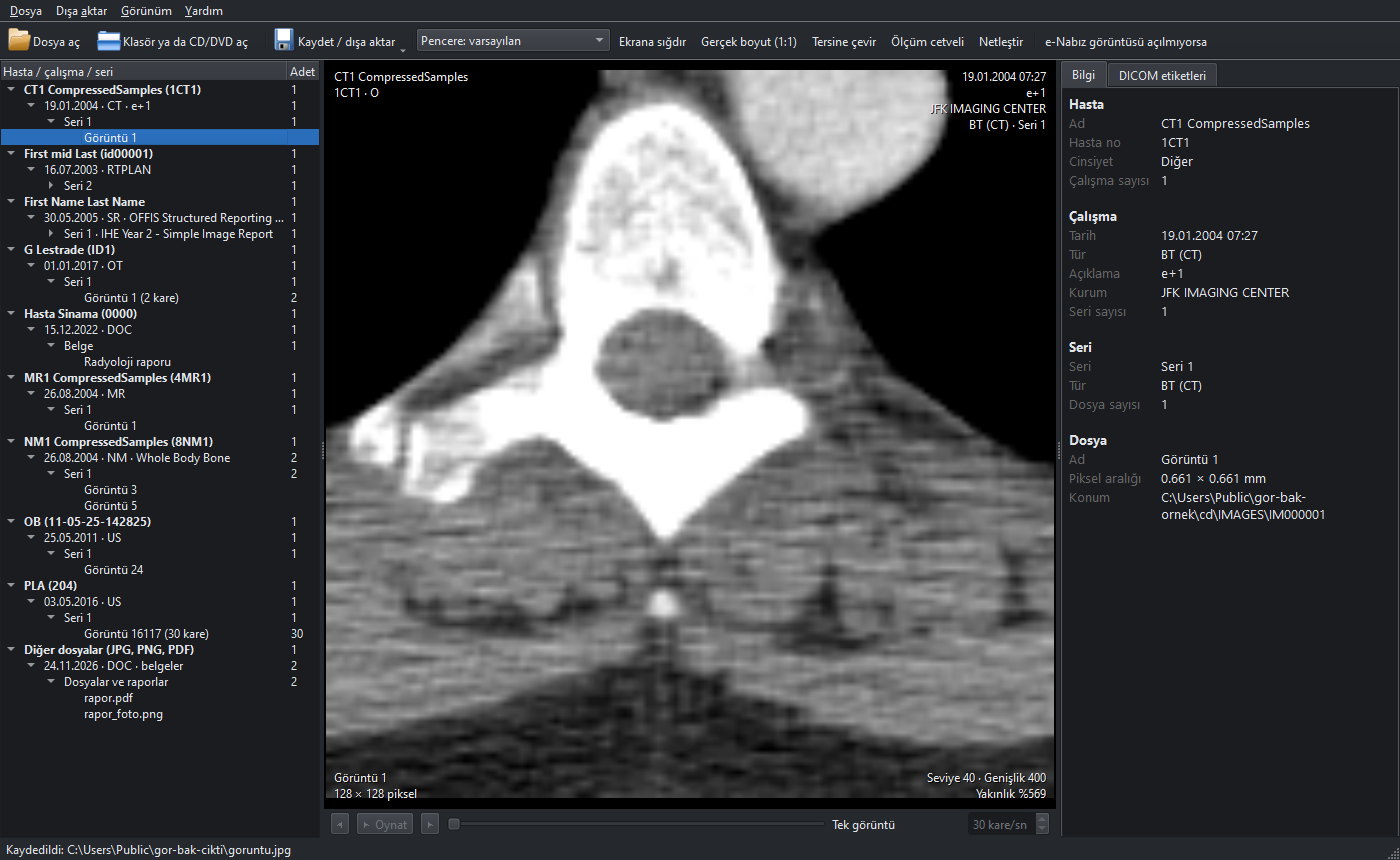 Dosya Dışa aktar Görünüm Yardım
Dosya aç Klasör ya da CD/DVD aç Kaydet / dışa aktar Pencere: varsayılan Ekrana sığdır Gerçek boyut (1:1) Tersine çevir Ölçüm cetveli Netleştir e-Nabız görüntüsü açılmıyorsa
Hasta / çalışma / seri Adet
CT1 CompressedSamples (1CT1) 1
19.01.2004 · CT · e+1 1
Seri 1 1
Görüntü 1
First mid Last (id00001) 1
16.07.2003 · RTPLAN 1
Seri 2 1
First Name Last Name 1
30.05.2005 · SR · OFFIS Structured Reporting ... 1
Seri 1 · IHE Year 2 - Simple Image Report 1
G Lestrade (ID1) 1
01.01.2017 · OT 1
Seri 1 1
Görüntü 1 (2 kare) 2
Hasta Sinama (0000) 1
15.12.2022 · DOC 1
Belge 1
Radyoloji raporu
MR1 CompressedSamples (4MR1) 1
26.08.2004 · MR 1
Seri 1 1
Görüntü 1
NM1 CompressedSamples (8NM1) 1
26.08.2004 · NM · Whole Body Bone 2
Seri 1 2
Görüntü 3
Görüntü 5
OB (11-05-25-142825) 1
25.05.2011 · US 1
Seri 1 1
Görüntü 24
PLA (204) 1
03.05.2016 · US 1
Seri 1 1
Görüntü 16117 (30 kare) 30
Diğer dosyalar (JPG, PNG, PDF) 1
24.11.2026 · DOC · belgeler 2
Dosyalar ve raporlar 2
rapor.pdf
rapor_foto.png
CT1 CompressedSamples
1CT1 · O
19.01.2004 07:27
e+1
JFK IMAGING CENTER
BT (CT) · Seri 1
Görüntü 1
128 × 128 piksel
Seviye 40 · Genişlik 400
Yakınlık %569
Oynat Tek görüntü 30 kare/sn
Bilgi DICOM etiketleri
Hasta
Ad CT1 CompressedSamples
Hasta no 1CT1
Cinsiyet Diğer
Çalışma sayısı 1
Çalışma
Tarih 19.01.2004 07:27
Tür BT (CT)
Açıklama e+1
Kurum JFK IMAGING CENTER
Seri sayısı 1
Seri
Seri Seri 1
Tür BT (CT)
Dosya sayısı 1
Dosya
Ad Görüntü 1
Piksel aralığı 0.661 × 0.661 mm
Konum C:\Users\Public\gor-bak-
ornek\cd\IMAGES\IM000001
Kaydedildi: C:\Users\Public\gor-bak-cikti\goruntu.jpg